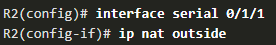 R2(config)# interface serial 0/1/1
R2(config-if)# ip nat outside